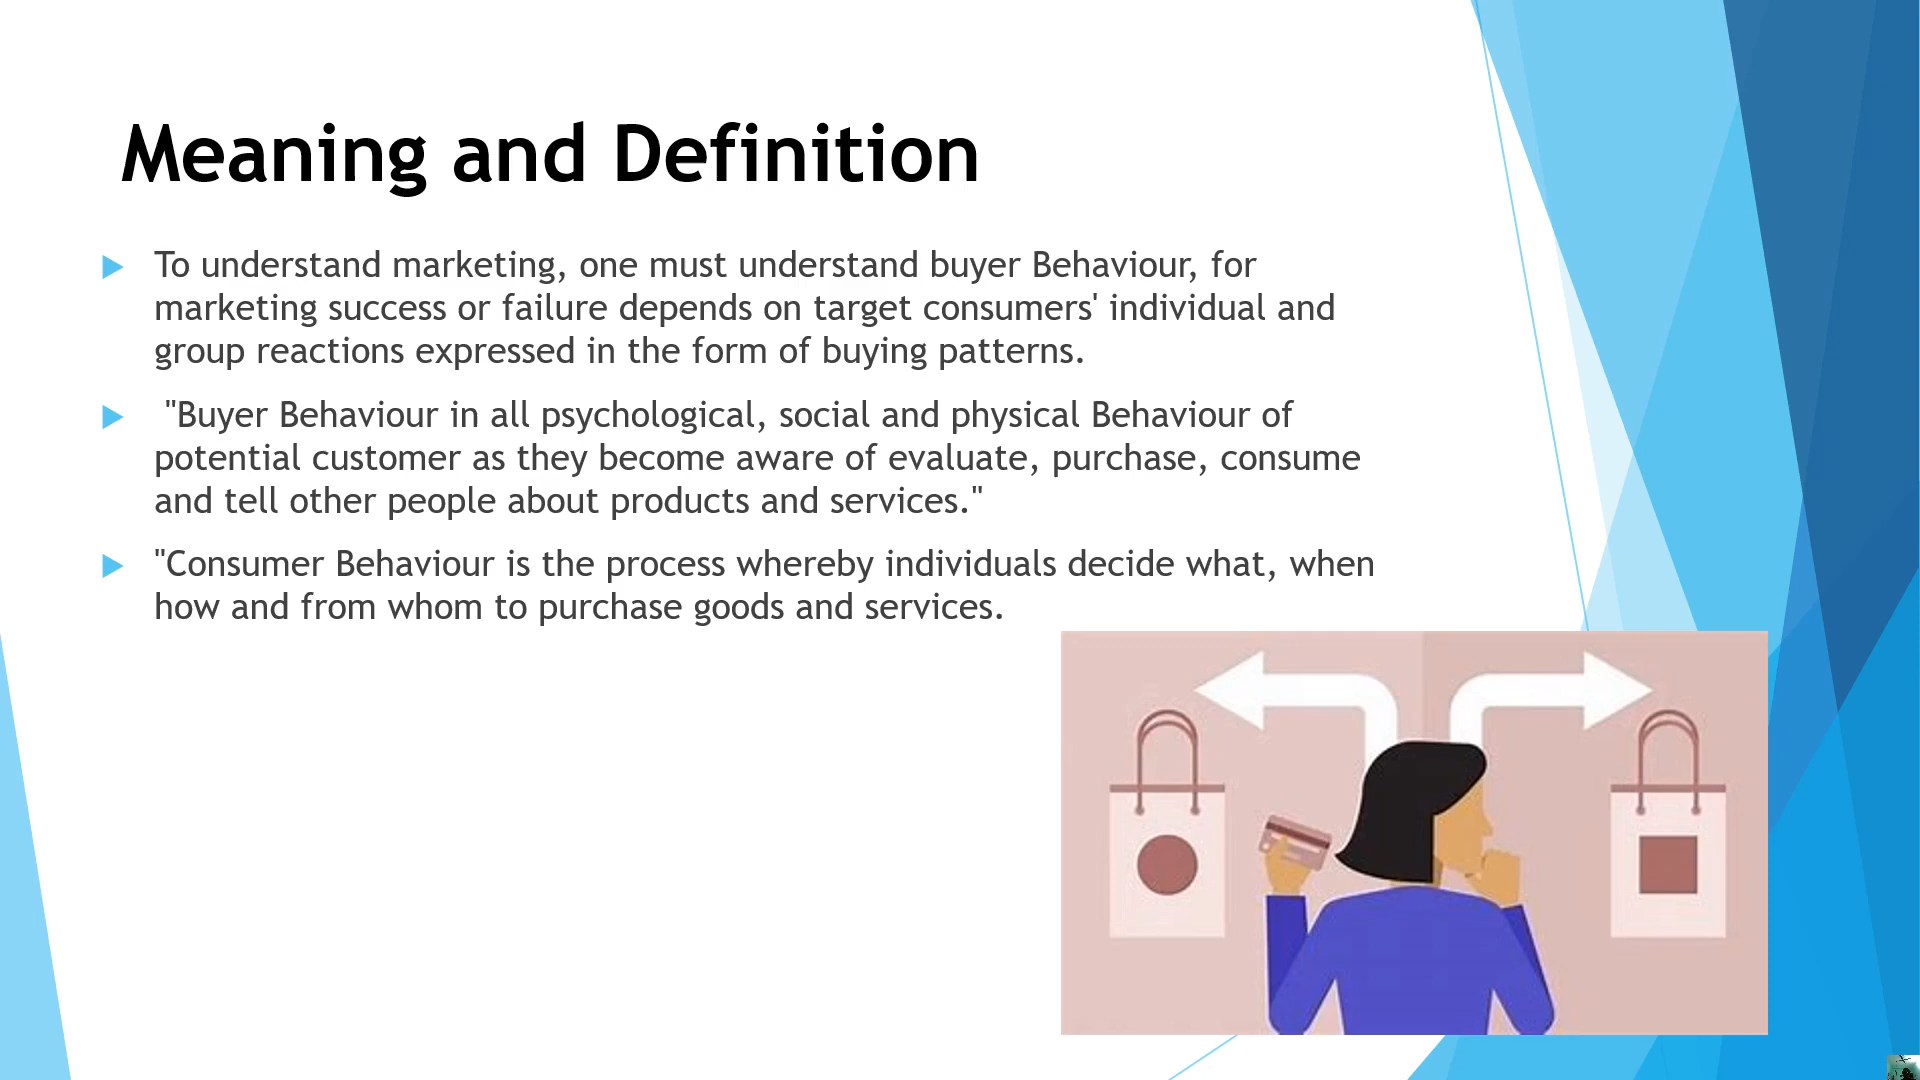 Meaning and Definition
To understand marketing, one must understand buyer Behaviour, for
marketing success or failure depends on target consumers' individual and
group reactions expressed in the form of buying patterns.
"Buyer Behaviour in all psychological, social and physical Behaviour of
potential customer as they become aware of evaluate, purchase, consume
and tell other people about products and services."
"Consumer Behaviour is the process whereby individuals decide what, when
how and from whom to purchase goods and services.